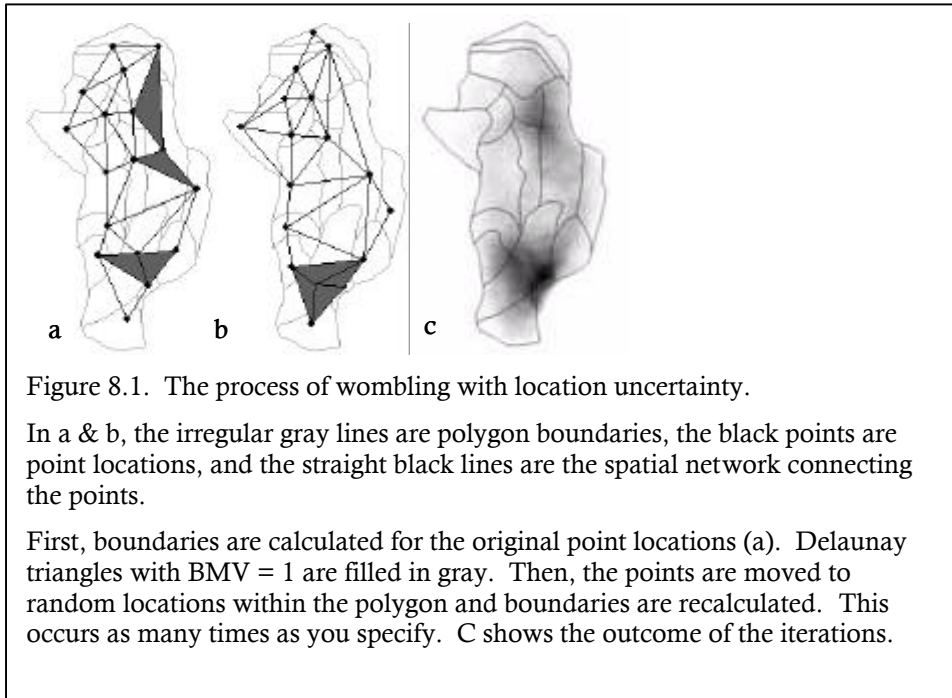 a b c
Figure 8.1. The process of wombling with location uncertainty.
In a & b, the irregular gray lines are polygon boundaries, the black points are
point locations, and the straight black lines are the spatial network connecting
the points.
First, boundaries are calculated for the original point locations (a). Delaunay
triangles with BMV = 1 are filled in gray. Then, the points are moved to
random locations within the polygon and boundaries are recalculated. This
occurs as many times as you specify. C shows the outcome of the iterations.